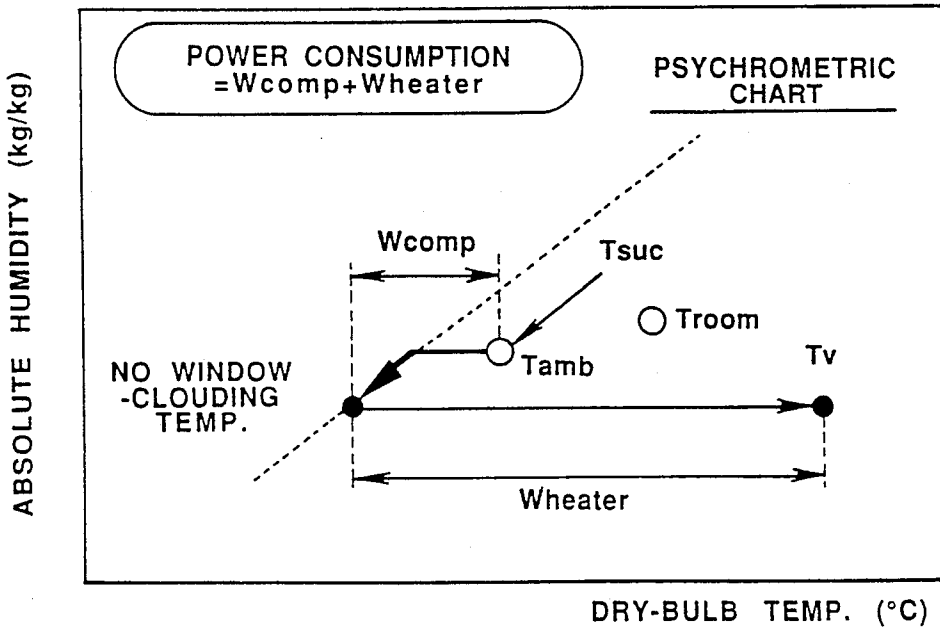 POWER CONSUMPTION
=Wcomp+Wheater
PSYCHROMETRIC
CHART
ABSOLUTE HUMIDITY (kg/kg)
Wcomp
Tsuc
Troom
Tamb
Tv
NO WINDOW
-CLOUDING
TEMP.
Wheater
DRY-BULB TEMP. (°C)